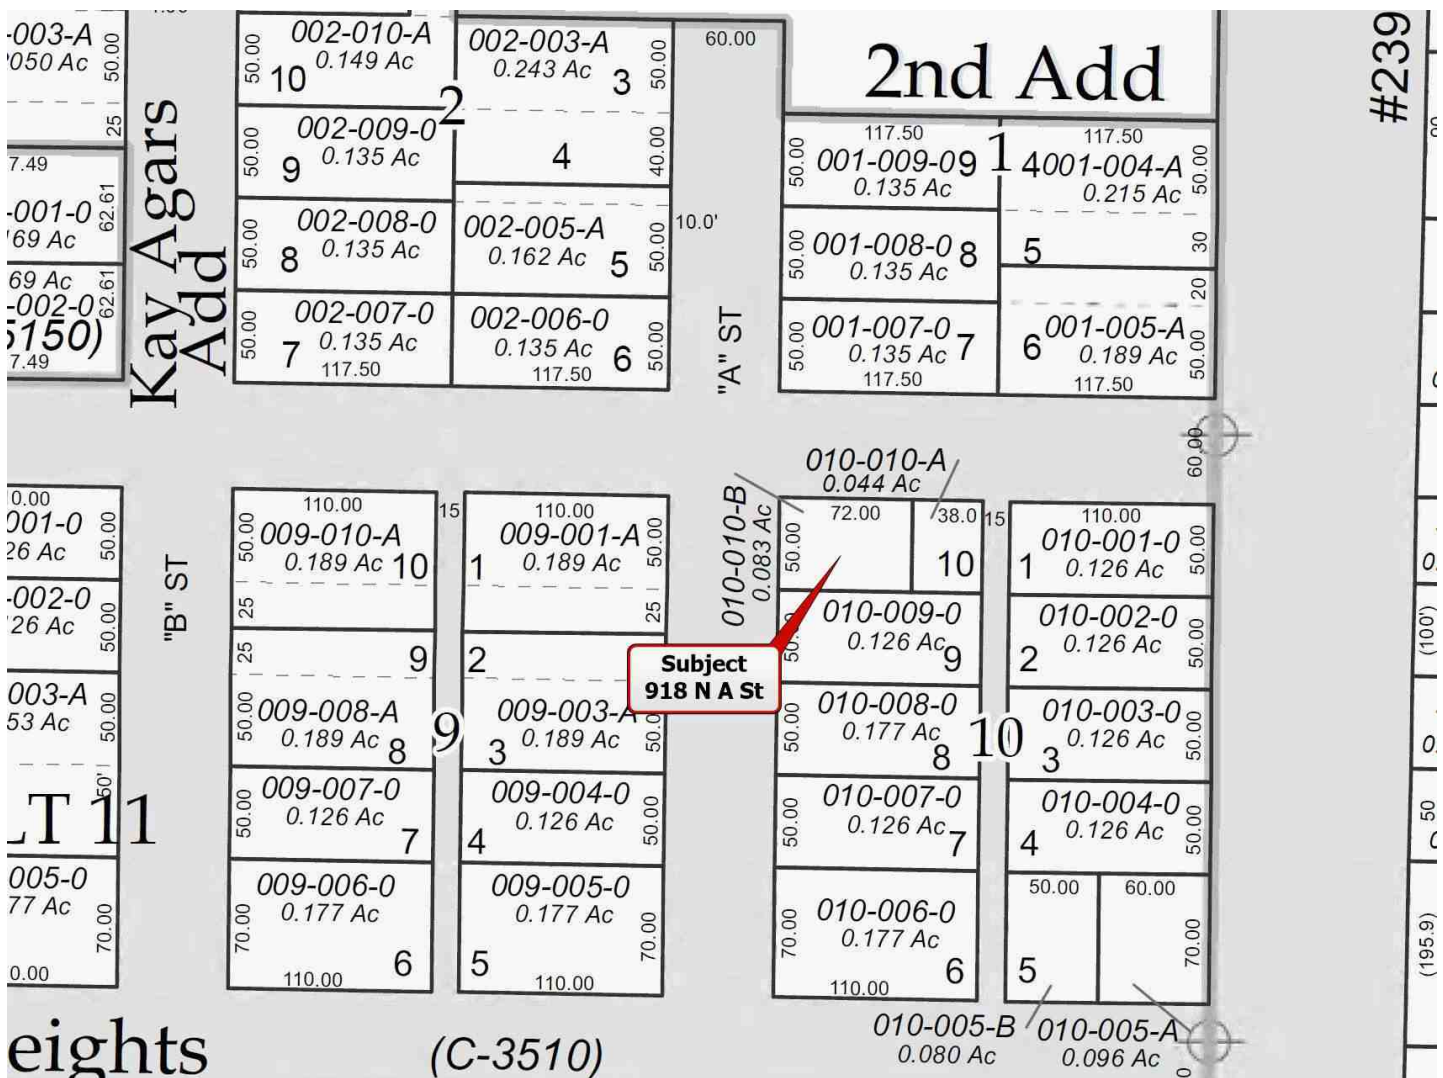 -003-A
050 Ac
50.00
25
7.49
-001-0
62.61
169 Ac
69 Ac
-002-0
62.61
5150)
7.49
Kay Agars
Add
50.00
002-010-A
0.149 Ac
10
2
002-003-A
0.243 Ac
3
50.00
4
40.00
50.00
002-009-0
0.135 Ac
9
50.00
002-008-0
0.135 Ac
8
002-005-A
0.162 Ac
5
50.00
10.0'
50.00
002-007-0
0.135 Ac
7
117.50
002-006-0
0.135 Ac
6
50.00
117.50
60.00
"A" ST
2nd Add
#239
117.50
50.00
001-009-0
9
0.135 Ac
1
117.50
4
001-004-A
0.215 Ac
50.00
50.00
001-008-0
8
0.135 Ac
5
30
20
50.00
001-007-0
7
0.135 Ac
117.50
6
001-005-A
0.189 Ac
50.00
117.50
60.00
0.00
001-0
26 Ac
50.00
-002-0
26 Ac
50.00
003-A
53 Ac
50.00
50'
LT 11
005-0
77 Ac
70.00
0.00
"B" ST
110.00
50.00
009-010-A
0.189 Ac
10
25
15
110.00
009-001-A
0.189 Ac
1
50.00
25
25
9
2
50.00
009-008-A
0.189 Ac
8
9
009-003-A
0.189 Ac
3
50.00
50.00
009-007-0
0.126 Ac
7
009-004-0
0.126 Ac
4
50.00
009-006-0
0.177 Ac
70.00
6
110.00
009-005-0
0.177 Ac
70.00
5
110.00
010-010-A
0.044 Ac
010-010-B
0.083 Ac
72.00
50.00
38.0
10
15
110.00
010-001-0
0.126 Ac
1
50.00
Subject
918 N A St
50.00
010-009-0
0.126 Ac
9
010-002-0
0.126 Ac
2
50.00
50.00
010-008-0
0.177 Ac
8
10
010-003-0
0.126 Ac
3
50.00
50.00
010-007-0
0.126 Ac
7
010-004-0
0.126 Ac
4
50.00
010-006-0
0.177 Ac
70.00
6
110.00
50.00
60.00
5
70.00
010-005-B
0.080 Ac
010-005-A
0.096 Ac
(100')
50
(195.9)
eights
(C-3510)